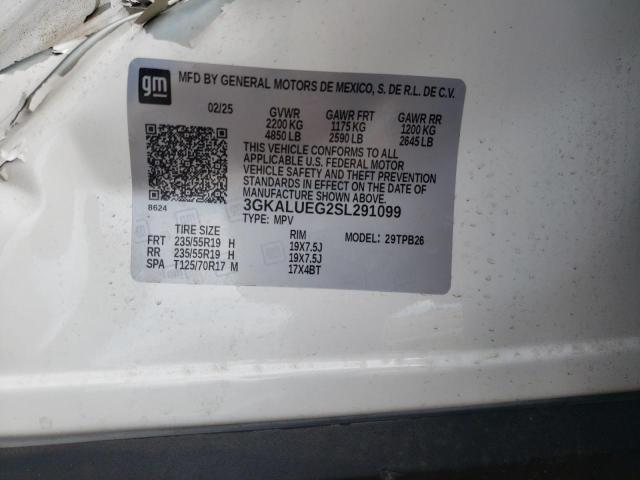 gm MFD BY GENERAL MOTORS DE MEXICO, S. DE R.L. DE C.V.
02/25 GVWR GAWR FRT GAWR RR
2200 KG 1175 KG 1200 KG
4850 LB 2590 LB 2645 LB
THIS VEHICLE CONFORMS TO ALL
APPLICABLE U.S. FEDERAL MOTOR
VEHICLE SAFETY AND THEFT PREVENTION
STANDARDS IN EFFECT ON THE DATE OF
MANUFACTURE SHOWN ABOVE.
8624 3GKALUEG2SL291099
TYPE: MPV
TIRE SIZE RIM MODEL: 29TPB26
FRT 235/55R19 H 19X7.5J
RR 235/55R19 H 19X7.5J
SPA T125/70R17 M 17X4BT